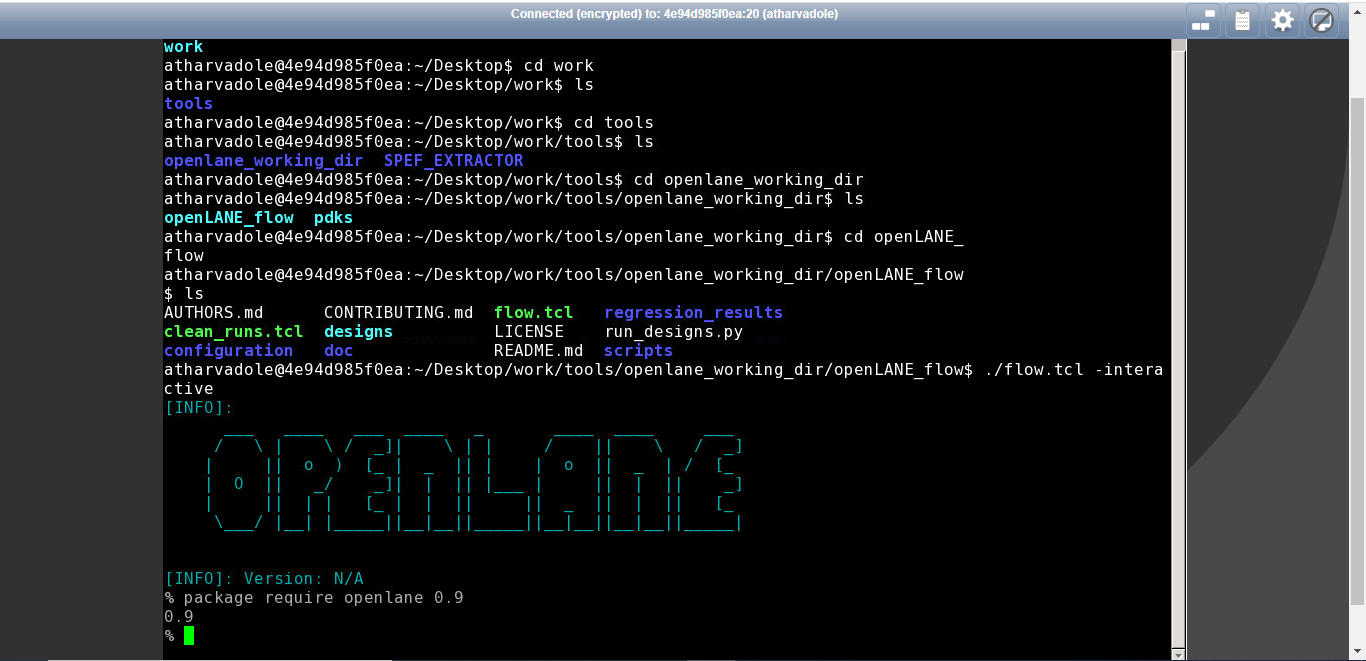 Connected (encrypted) to: 4e94d985f0ea:20 (atharvadole)
work
atharvadole@4e94d985f0ea:~/Desktop$ cd work
atharvadole@4e94d985f0ea:~/Desktop/work$ ls
tools
atharvadole@4e94d985f0ea:~/Desktop/work$ cd tools
atharvadole@4e94d985f0ea:~/Desktop/work/tools$ ls
openlane_working_dir  SPEF_EXTRACTOR
atharvadole@4e94d985f0ea:~/Desktop/work/tools$ cd openlane_working_dir
atharvadole@4e94d985f0ea:~/Desktop/work/tools/openlane_working_dir$ ls
openLANE_flow  pdks
atharvadole@4e94d985f0ea:~/Desktop/work/tools/openlane_working_dir$ cd openLANE_
flow
atharvadole@4e94d985f0ea:~/Desktop/work/tools/openlane_working_dir/openLANE_flow
$ ls
AUTHORS.md      CONTRIBUTING.md  flow.tcl   regression_results
clean_runs.tcl  designs          LICENSE    run_designs.py
configuration   doc              README.md  scripts
atharvadole@4e94d985f0ea:~/Desktop/work/tools/openlane_working_dir/openLANE_flow$ ./flow.tcl -intera
ctive
[INFO]:
OPENLANE
[INFO]: Version: N/A
% package require openlane 0.9
0.9
%